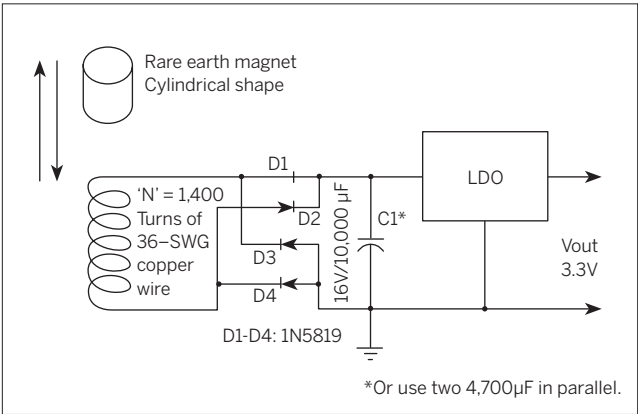 Rare earth magnet
Cylindrical shape
D1
LDO
'N' = 1,400
Turns of
36–SWG
copper
wire
D2
D3
D4
16V/10,000 µF
C1*
Vout
3.3V
D1-D4: 1N5819
*Or use two 4,700µF in parallel.